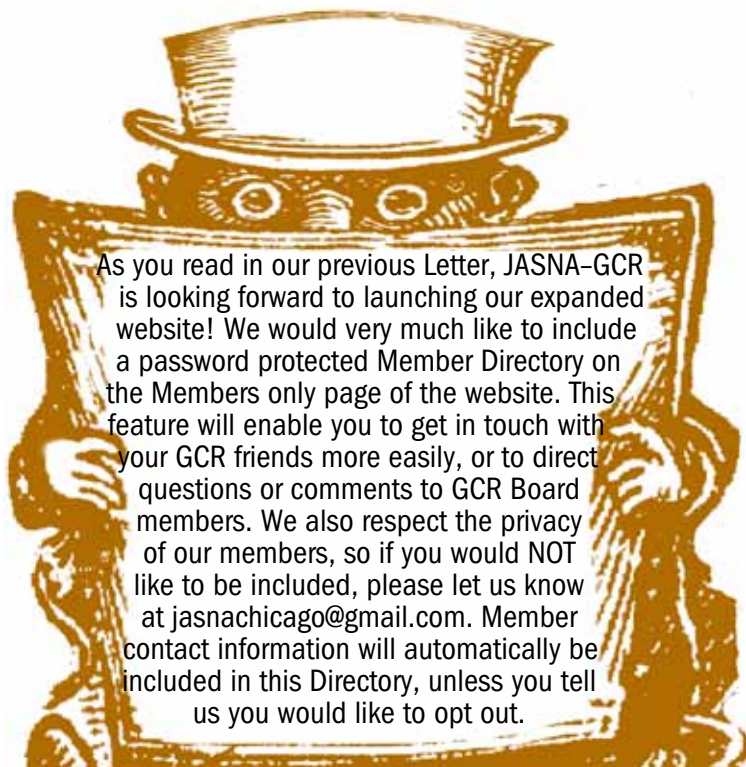 As you read in our previous Letter, JASNA–GCR
is looking forward to launching our expanded
website! We would very much like to include
a password protected Member Directory on
the Members only page of the website. This
feature will enable you to get in touch with
your GCR friends more easily, or to direct
questions or comments to GCR Board
members. We also respect the privacy
of our members, so if you would NOT
like to be included, please let us know
at jasnachicago@gmail.com. Member
contact information will automatically be
included in this Directory, unless you tell
us you would like to opt out.